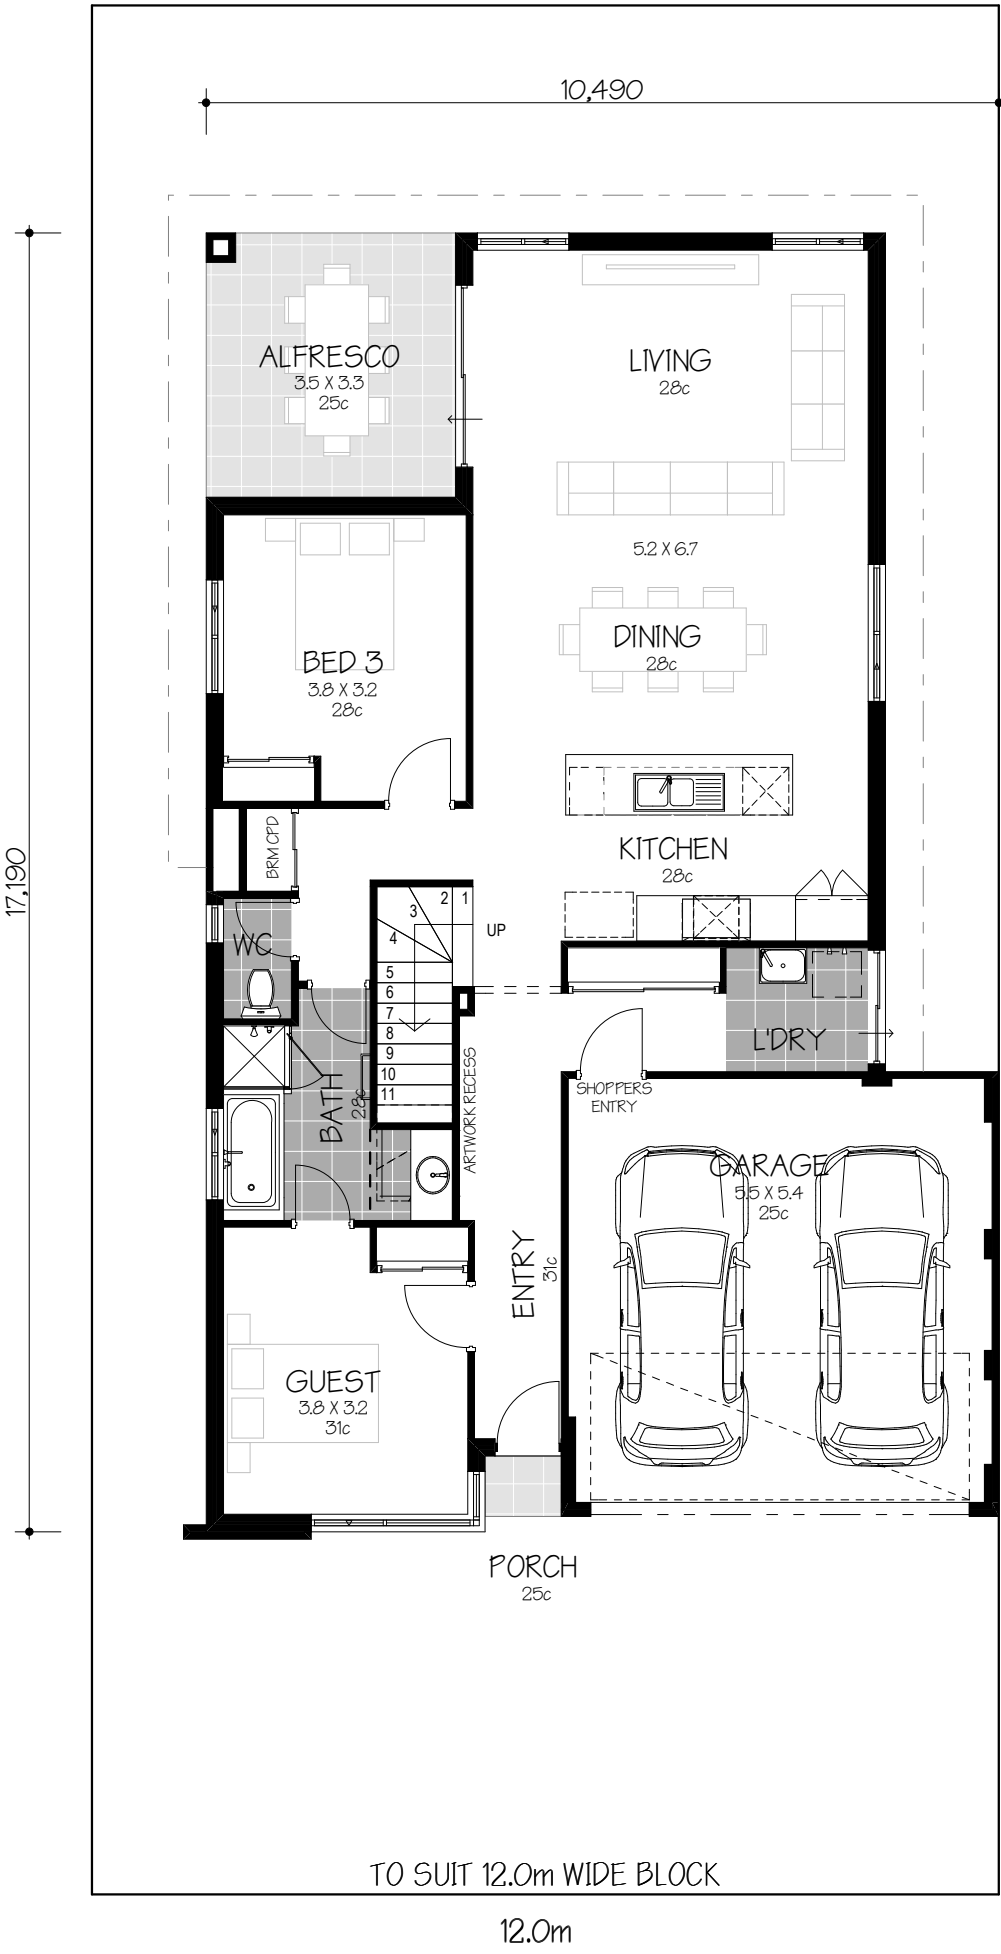 10,490
17,190
ALFRESCO
3.5 X 3.3
25c
LIVING
28c
5.2 X 6.7
DINING
28c
BED 3
3.8 X 3.2
28c
KITCHEN
28c
BRM CPD
WC
1
2
3
4
5
6
7
8
9
10
11
UP
L'DRY
BATH
28c
ARTWORK RECESS
SHOPPERS
ENTRY
GARAGE
5.5 X 5.4
25c
ENTRY
31c
GUEST
3.8 X 3.2
31c
PORCH
25c
TO SUIT 12.0m WIDE BLOCK
12.0m